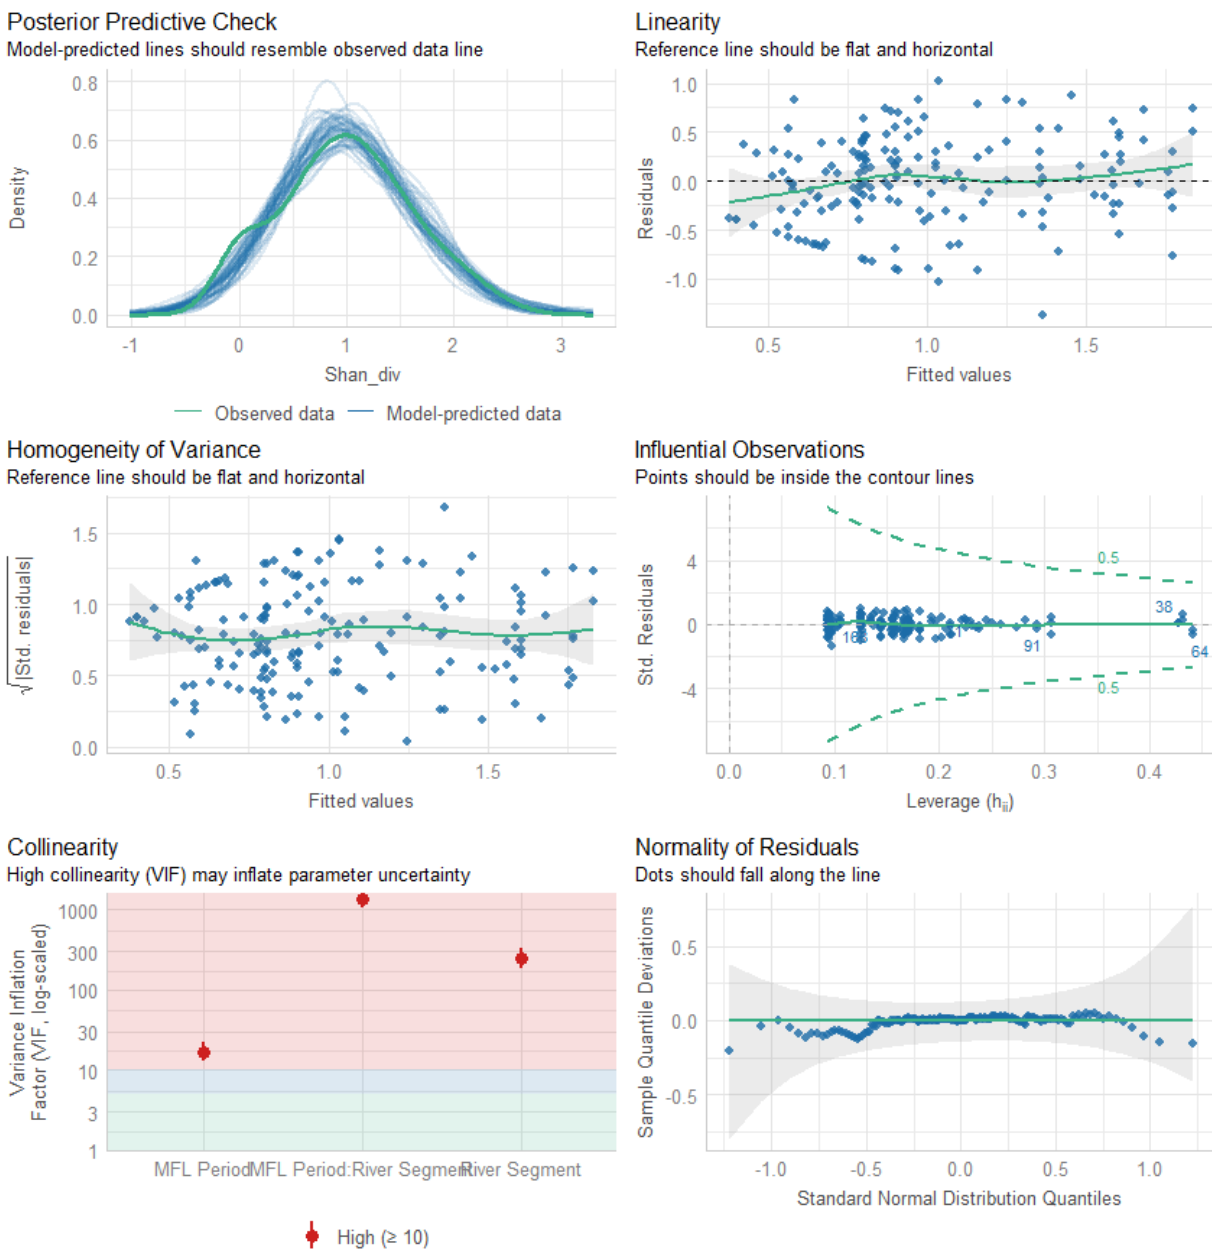 Posterior Predictive Check
Model-predicted lines should resemble observed data line
0.8
0.6
0.4
0.2
0.0
Density
-1 0 1 2 3
Shan_div
Observed data Model-predicted data
Linearity
Reference line should be flat and horizontal
1.0
0.5
0.0
-0.5
-1.0
Residuals
0.5 1.0 1.5
Fitted values
Homogeneity of Variance
Reference line should be flat and horizontal
1.5
1.0
0.5
0.0
√|Std. residuals|
0.5 1.0 1.5
Fitted values
Influential Observations
Points should be inside the contour lines
4
0
-4
Std. Residuals
0.5
0.5
38
91
64
0.0 0.1 0.2 0.3 0.4
Leverage (hii)
Collinearity
High collinearity (VIF) may inflate parameter uncertainty
1000
300
100
30
10
3
1
Variance Inflation
Factor (VIF, log-scaled)
MFL Period MFL Period:River Segment River Segment
High (≥ 10)
Normality of Residuals
Dots should fall along the line
0.5
0.0
-0.5
Sample Quantile Deviations
-1.0 -0.5 0.0 0.5 1.0
Standard Normal Distribution Quantiles